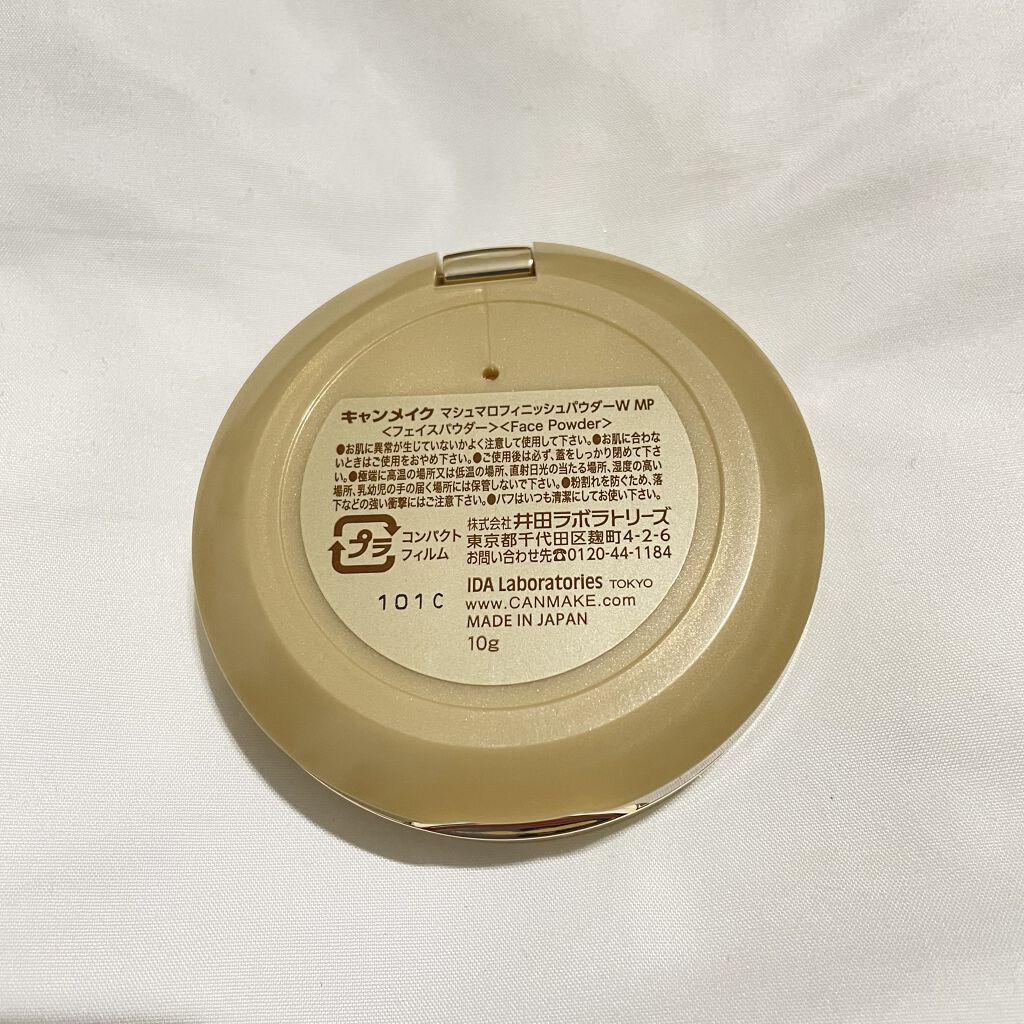 キャンメイク マシュマロフィニッシュパウダーW MP
<フェイスパウダー><Face Powder>
●お肌に異常が生じていないかよく注意して使用して下さい。●お肌に合わな
いときはご使用をおやめ下さい。●ご使用後は必ず、蓋をしっかり閉めて下さ
い。●極端に高温の場所又は低温の場所、直射日光の当たる場所、湿度の高い
場所、乳幼児の手の届く場所には保管しないで下さい。●粉割れを防ぐため、落
下などの強い衝撃にはご注意下さい。●パフはいつも清潔にしてお使い下さい。
プラ
コンパクト
フィルム
株式会社 井田ラボラトリーズ
東京都千代田区麹町4-2-6
お問い合わせ先☎0120-44-1184
101C
IDA Laboratories TOKYO
www.CANMAKE.com
MADE IN JAPAN
10g